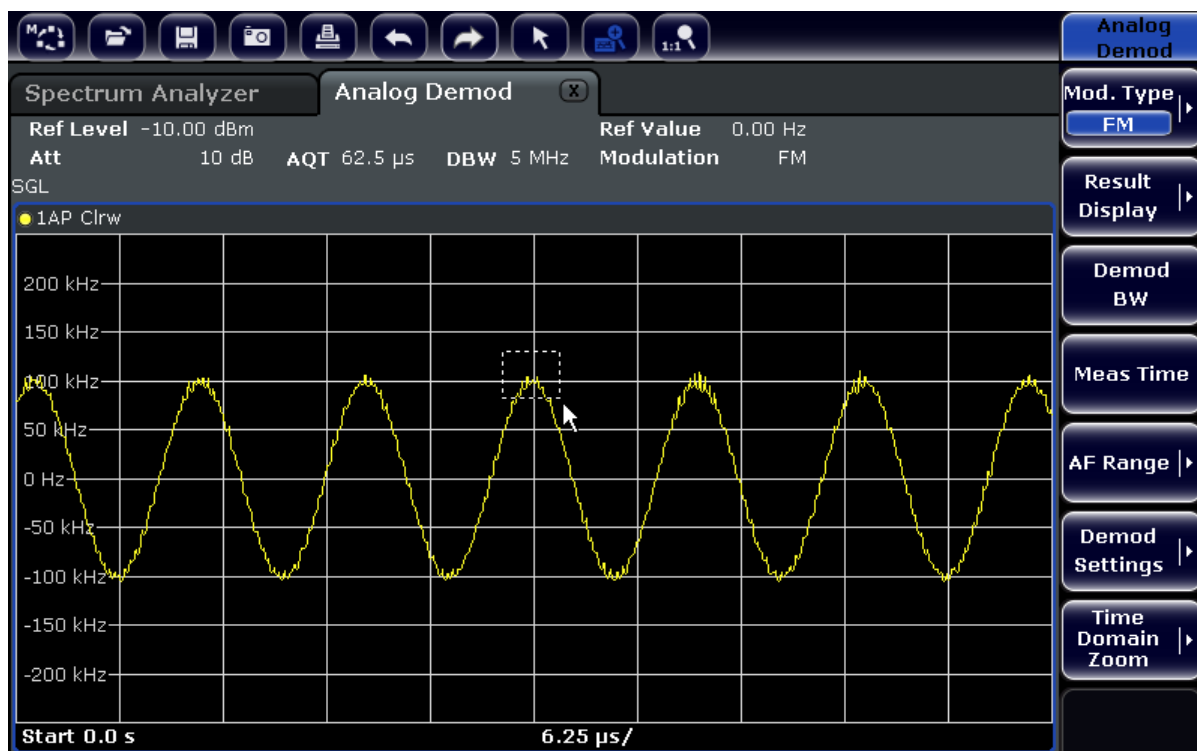 M
1:1
Analog
Demod
Spectrum Analyzer
Analog Demod
X
Ref Level -10.00 dBm
Ref Value 0.00 Hz
Att 10 dB AQT 62.5 µs DBW 5 MHz Modulation FM
SGL
1AP Clrw
200 kHz
150 kHz
100 kHz
50 kHz
0 Hz
-50 kHz
-100 kHz
-150 kHz
-200 kHz
Start 0.0 s
6.25 µs/
Mod. Type
FM
Result
Display
Demod
BW
Meas Time
AF Range
Demod
Settings
Time
Domain
Zoom